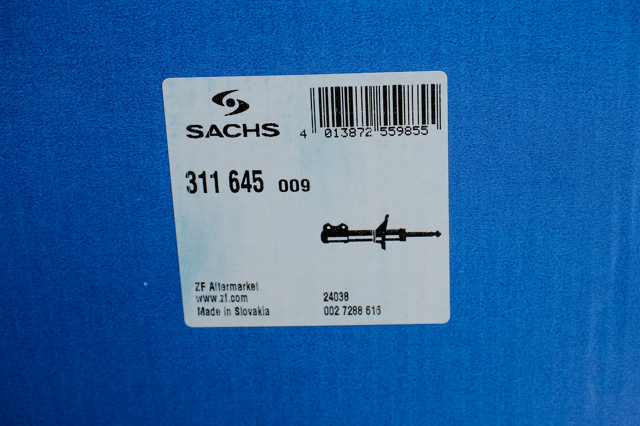 SACHS
4 013872 559855
311 645 009
ZF Aftermarket
www.zf.com
Made in Slovakia
24038
002 7288 616